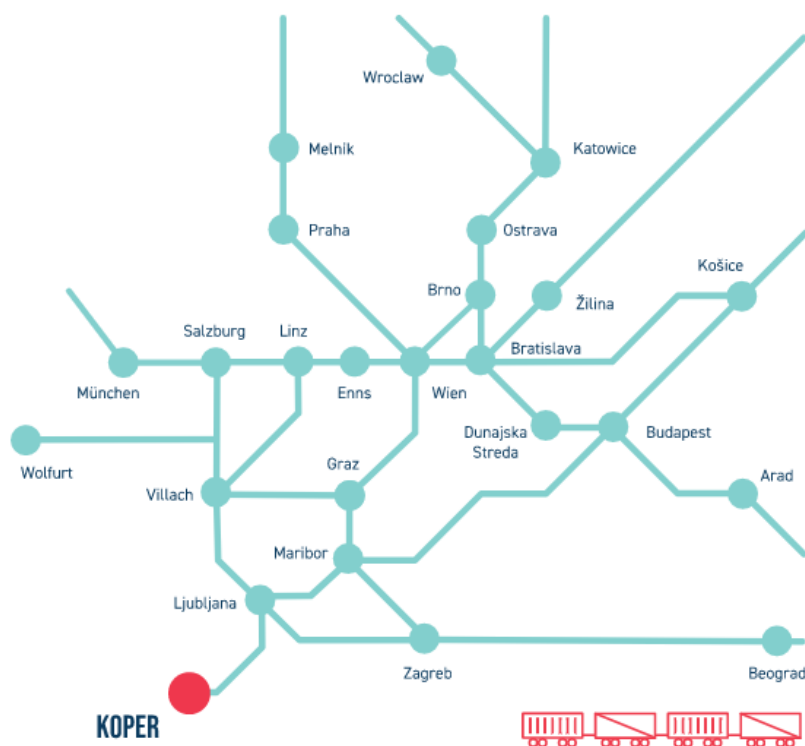 Wroclaw
Melnik
Katowice
Praha
Ostrava
Košice
Brno
Žilina
Salzburg
Linz
Bratislava
München
Enns
Wien
Dunajska
Streda
Budapest
Wolfurt
Graz
Villach
Arad
Maribor
Ljubljana
Zagreb
Beograd
KOPER